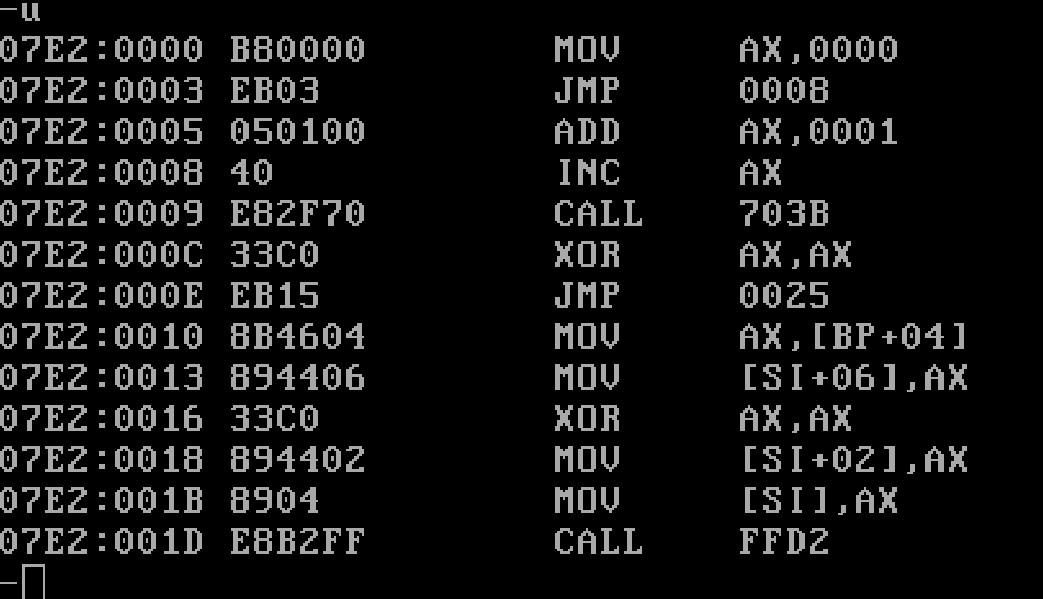 -u
07E2:0000 B80000 MOV AX,0000
07E2:0003 EB03 JMP 0008
07E2:0005 050100 ADD AX,0001
07E2:0008 40 INC AX
07E2:0009 E82F70 CALL 703B
07E2:000C 33C0 XOR AX,AX
07E2:000E EB15 JMP 0025
07E2:0010 8B4604 MOV AX,[BP+04]
07E2:0013 894406 MOV [SI+06],AX
07E2:0016 33C0 XOR AX,AX
07E2:0018 894402 MOV [SI+02],AX
07E2:001B 8904 MOV [SI],AX
07E2:001D E8B2FF CALL FFD2
-